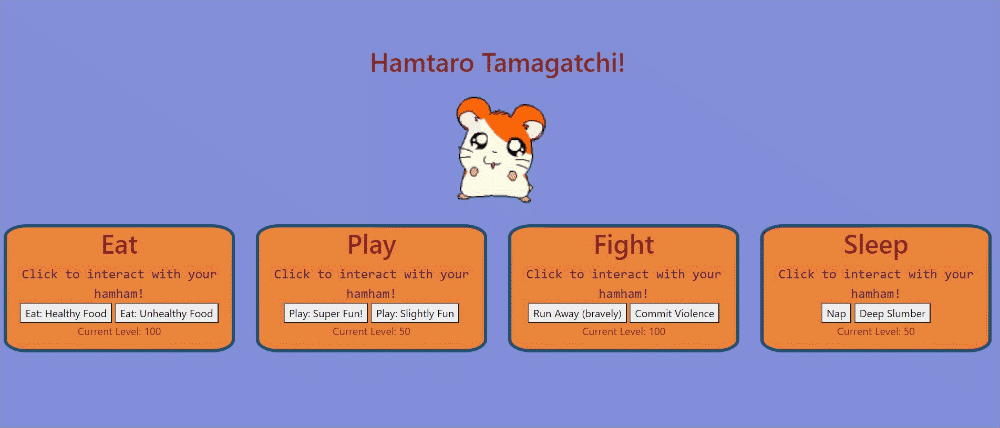 Hamtaro Tamagatchi!
Eat
Click to interact with your
hamham!
Eat: Healthy Food Eat: Unhealthy Food
Current Level: 100
Play
Click to interact with your
hamham!
Play: Super Fun! Play: Slightly Fun
Current Level: 50
Fight
Click to interact with your
hamham!
Run Away (bravely) Commit Violence
Current Level: 100
Sleep
Click to interact with your
hamham!
Nap Deep Slumber
Current Level: 50